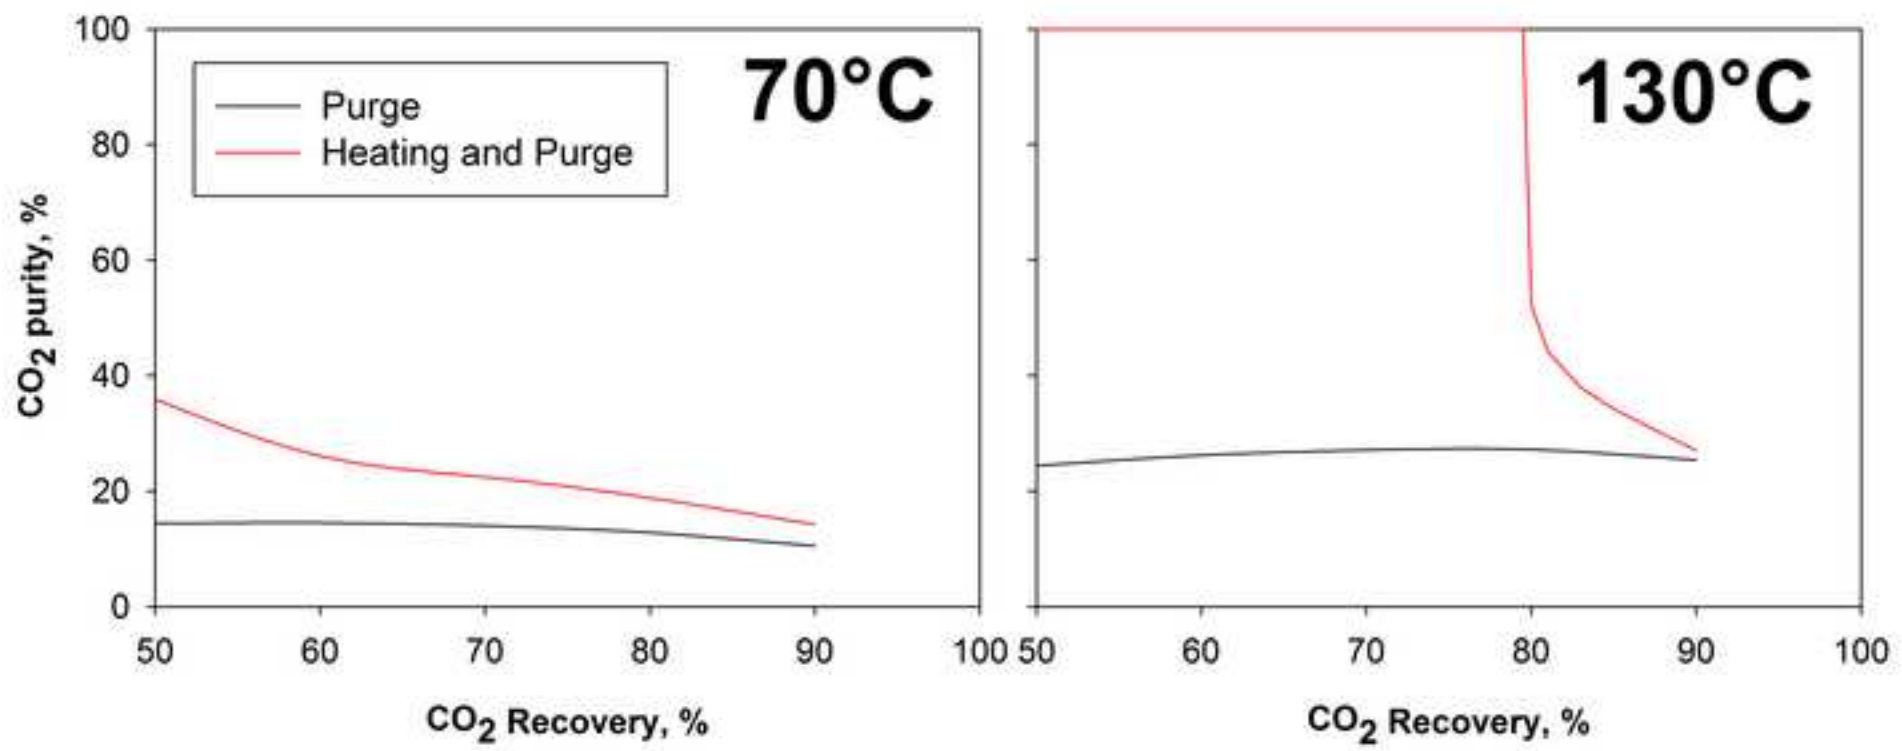 70°C
130°C
Purge
Heating and Purge
CO2 purity, %
100
80
60
40
20
0
50 60 70 80 90 100
50 60 70 80 90 100
CO2 Recovery, %
CO2 Recovery, %